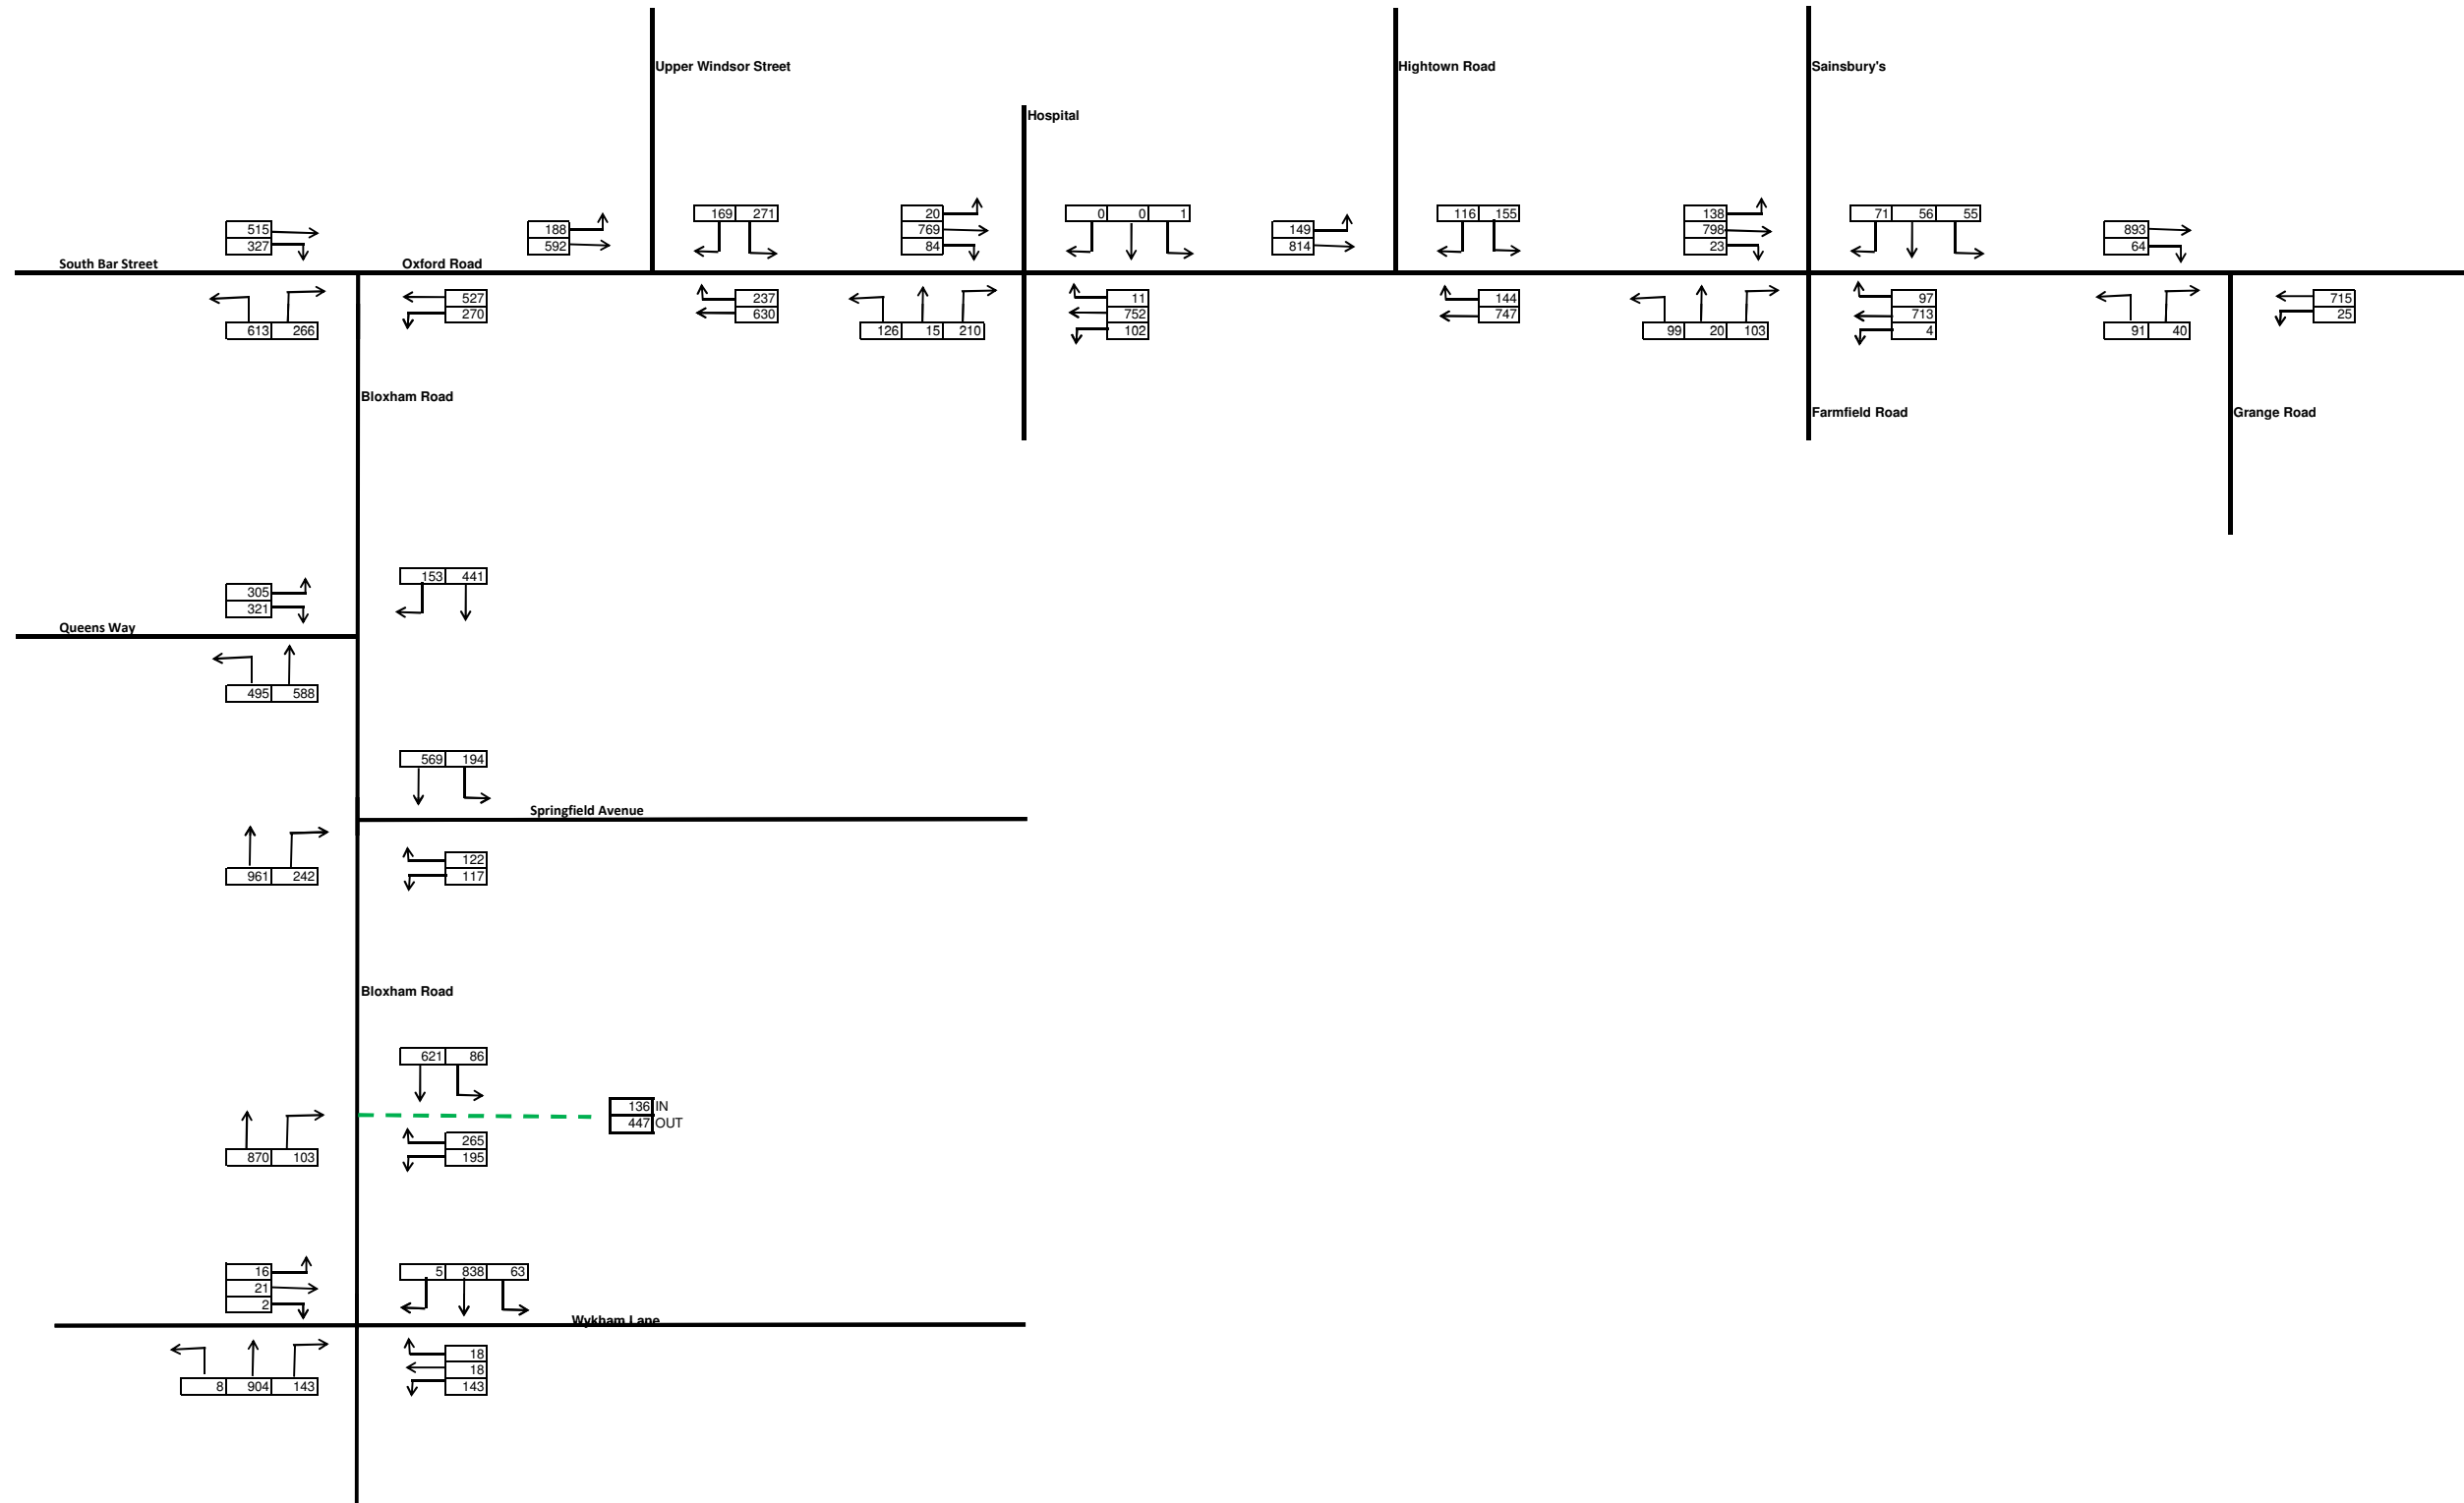 Upper Windsor Street
Hightown Road
Sainsbury's
Hospital
169 271
20
0 0 1
116 155
138
71 56 55
515
188
769
149
798
893
327
592
84
814
23
64
South Bar Street
Oxford Road
527
237
11
144
97
715
270
630
752
747
713
25
613 266
126 15 210
102
99 20 103
4
91 40
Bloxham Road
Farmfield Road
Grange Road
153 441
305
321
Queens Way
495 588
569 194
Springfield Avenue
122
961 242
117
Bloxham Road
621 86
136 IN
447 OUT
265
870 103
195
16
5 838 63
21
2
Wykham Lane
18
18
8 904 143
143